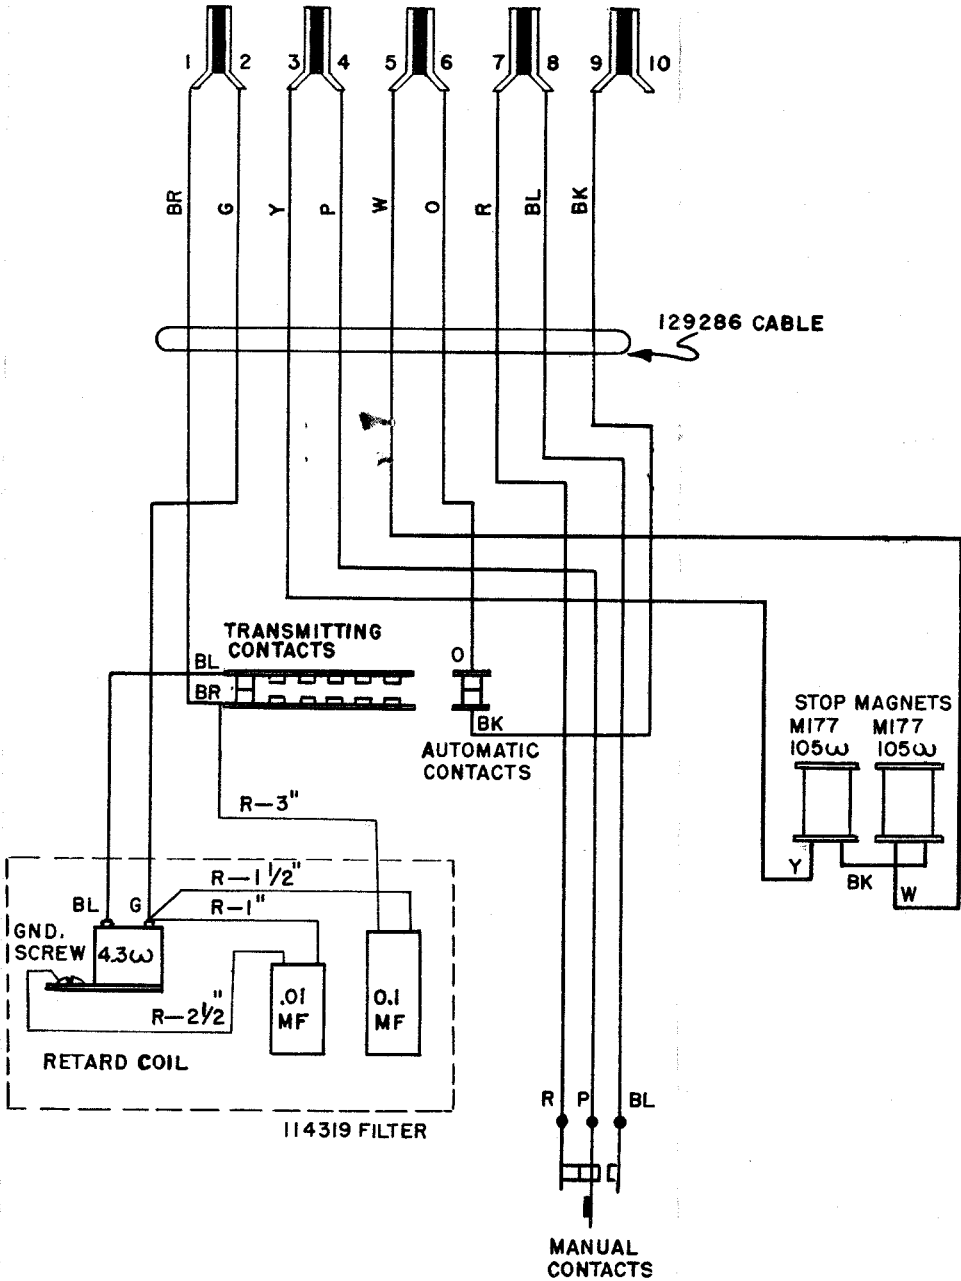 1 2 3 4 5 6 7 8 9 10
BR G Y P W O R BL BK
129286 CABLE
TRANSMITTING
CONTACTS
BL
BR
O
BK
AUTOMATIC
CONTACTS
STOP MAGNETS
M177 M177
105ω 105ω
Y
BK
W
R—3"
R—1 1/2"
R—1"
BL G
GND.
SCREW
4.3ω
R—2 1/2"
.01
MF
0.1
MF
RETARD COIL
114319 FILTER
R P BL
MANUAL
CONTACTS